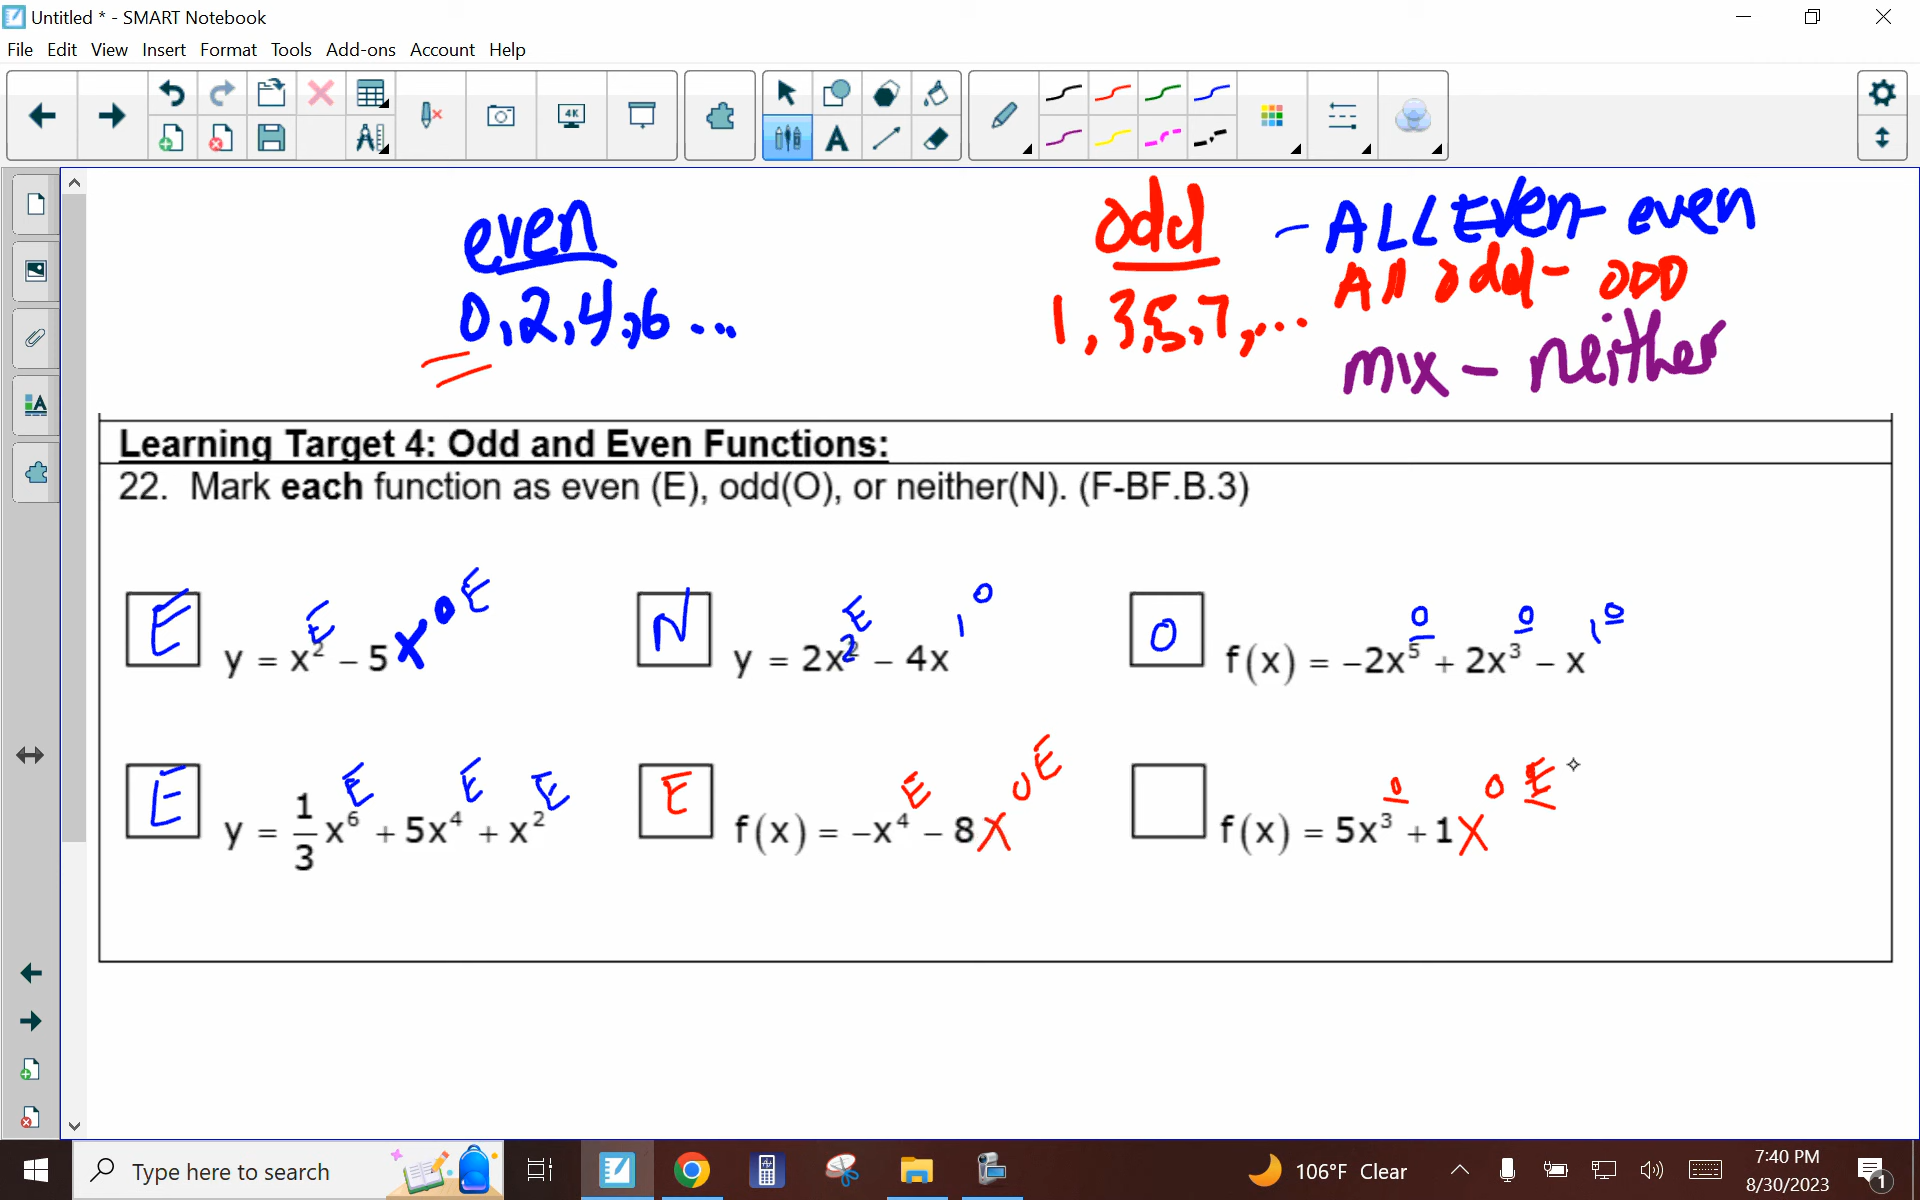 Untitled * - SMART Notebook
File Edit View Insert Format Tools Add-ons Account Help
4K
even
0, 2, 4, 6 ...
odd
1, 3, 5, 7, ...
- ALL Even - even
All odd - ODD
mix - neither
Learning Target 4: Odd and Even Functions:
22. Mark each function as even (E), odd(O), or neither(N). (F-BF.B.3)
E y = x² – 5x⁰ E E
N y = 2x² – 4x¹ E O
O f(x) = –2x⁵ + 2x³ – x¹ O O O
E y = 1/3 x⁶ + 5x⁴ + x² E E E
E f(x) = –x⁴ – 8x⁰ E E
f(x) = 5x³ + 1x⁰ O E
Type here to search
106°F Clear
7:40 PM
8/30/2023
1